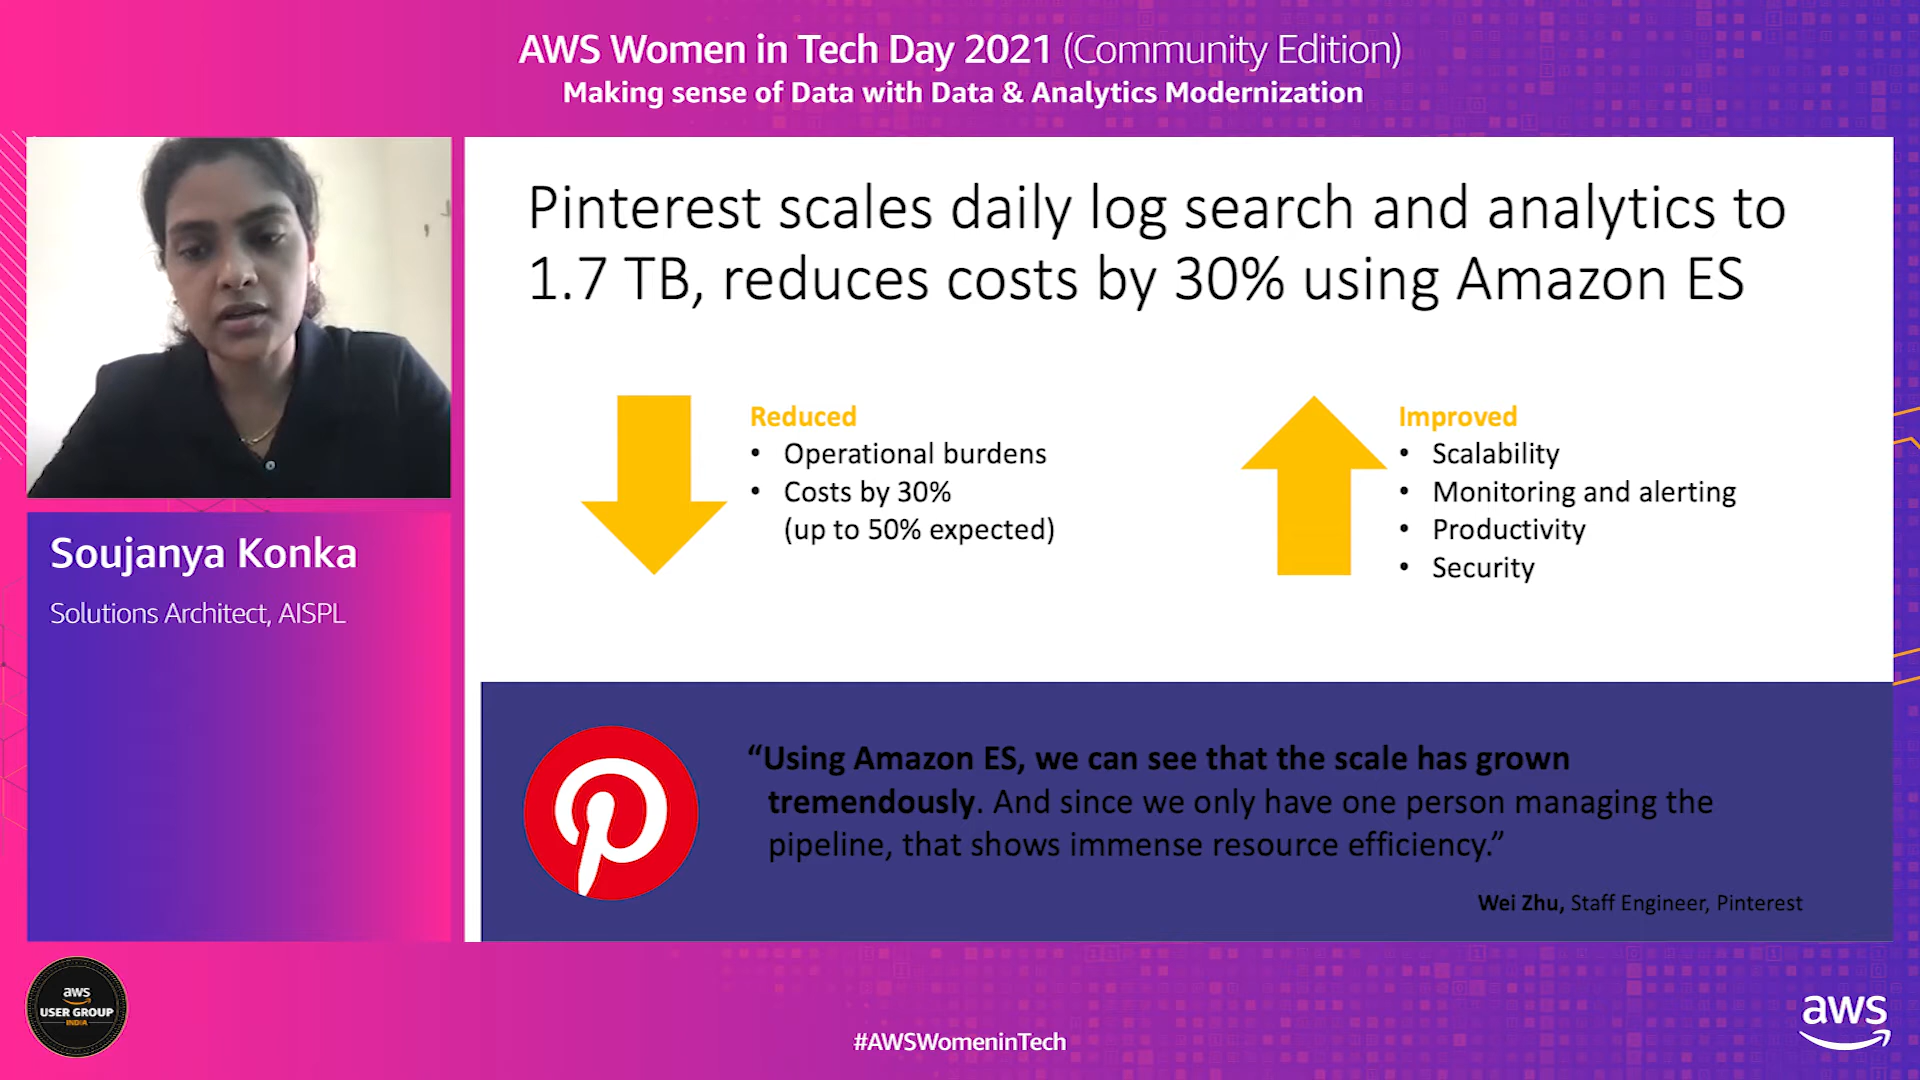 AWS Women in Tech Day 2021 (Community Edition)
Making sense of Data with Data & Analytics Modernization
Soujanya Konka
Solutions Architect, AISPL
Pinterest scales daily log search and analytics to
1.7 TB, reduces costs by 30% using Amazon ES
Reduced
• Operational burdens
• Costs by 30%
(up to 50% expected)
Improved
• Scalability
• Monitoring and alerting
• Productivity
• Security
“Using Amazon ES, we can see that the scale has grown
tremendously. And since we only have one person managing the
pipeline, that shows immense resource efficiency.”
Wei Zhu, Staff Engineer, Pinterest
aws
USER GROUP
INDIA
#AWSWomeninTech
aws